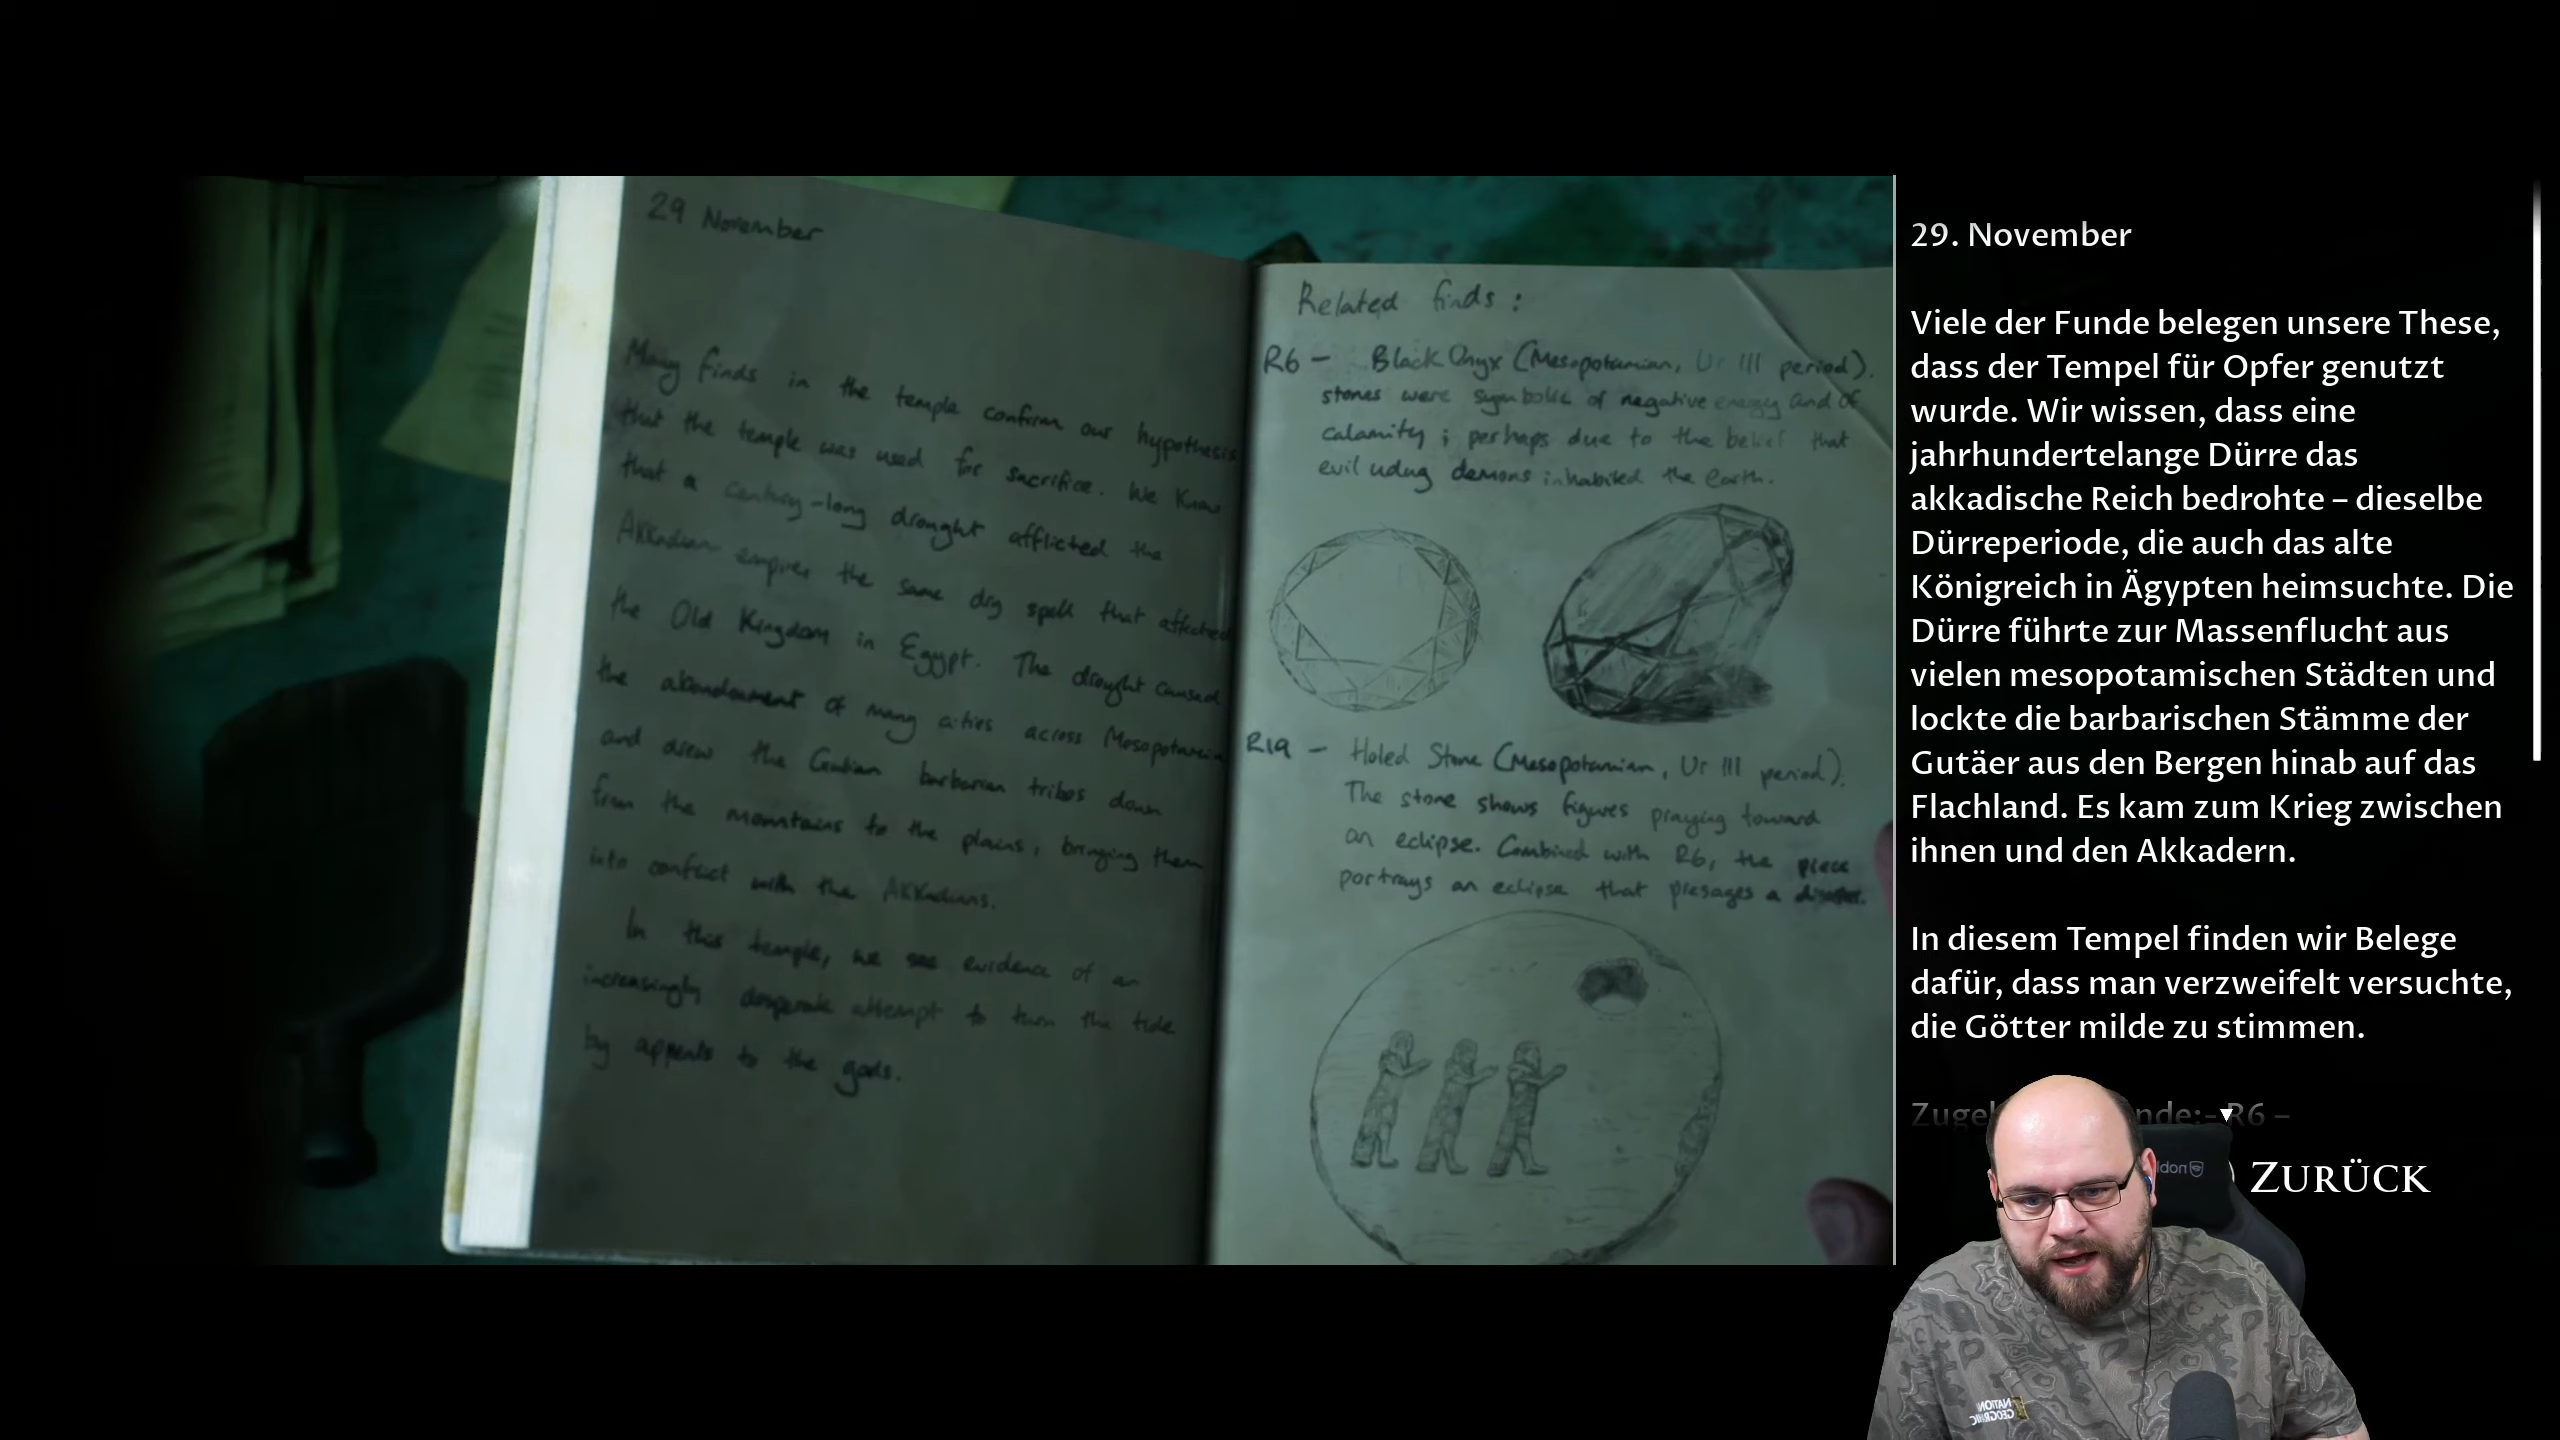 29 November
Many finds in the temple confirm our hypothesis
that the temple was used for sacrifice. We know
that a century-long drought afflicted the
Akkadian empire, the same dry spell that affected
the Old Kingdom in Egypt. The drought caused
the abandonment of many cities across Mesopotamia
and drew the Gutian barbarian tribes down
from the mountains to the plains, bringing them
into contact with the Akkadians.
In this temple, we see evidence of an
increasingly desperate attempt to turn the tide
by appeals to the gods.
Related finds:
R6 - Black Onyx (Mesopotamian, Ur III period).
stones were symbolic of negative energy and of
calamity; perhaps due to the belief that
evil udug demons inhabited the earth.
R19 - Holed Stone (Mesopotamian, Ur III period).
The stone shows figures praying toward
an eclipse. Combined with R6, the piece
portrays an eclipse that presages a disaster.
29. November
Viele der Funde belegen unsere These,
dass der Tempel für Opfer genutzt
wurde. Wir wissen, dass eine
jahrhundertelange Dürre das
akkadische Reich bedrohte – dieselbe
Dürreperiode, die auch das alte
Königreich in Ägypten heimsuchte. Die
Dürre führte zur Massenflucht aus
vielen mesopotamischen Städten und
lockte die barbarischen Stämme der
Gutäer aus den Bergen hinab auf das
Flachland. Es kam zum Krieg zwischen
ihnen und den Akkadern.
In diesem Tempel finden wir Belege
dafür, dass man verzweifelt versuchte,
die Götter milde zu stimmen.
R6 –
ZURÜCK
NATIONAL
GEOGRAPHIC